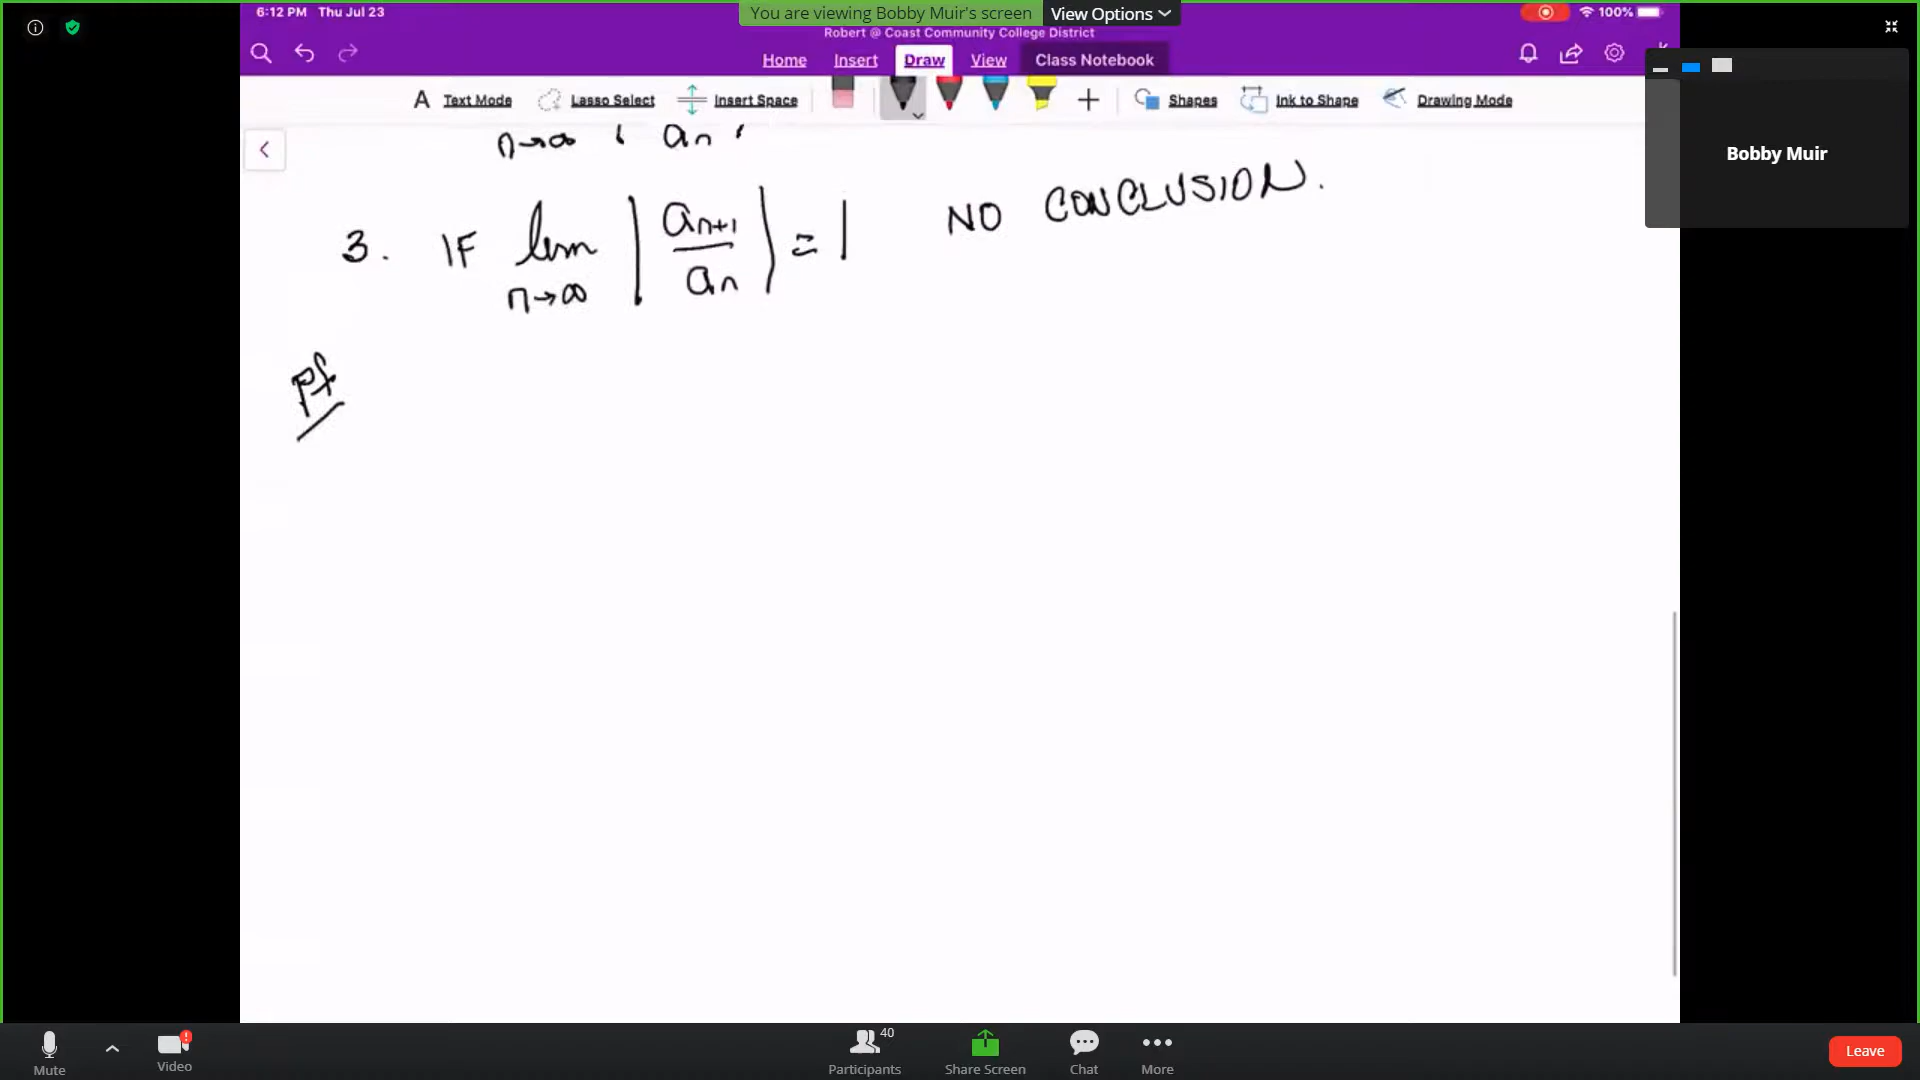 6:12 PM Thu Jul 23
You are viewing Bobby Muir's screen
View Options
100%
Robert @ Coast Community College District
Home Insert Draw View Class Notebook
Text Mode Lasso Select Insert Space Shapes Ink to Shape Drawing Mode
Bobby Muir
n→∞ | an |
3. IF lim | an+1 / an | = 1 NO CONCLUSION.
n→∞
Pf
40
Mute Video Participants Share Screen Chat More Leave